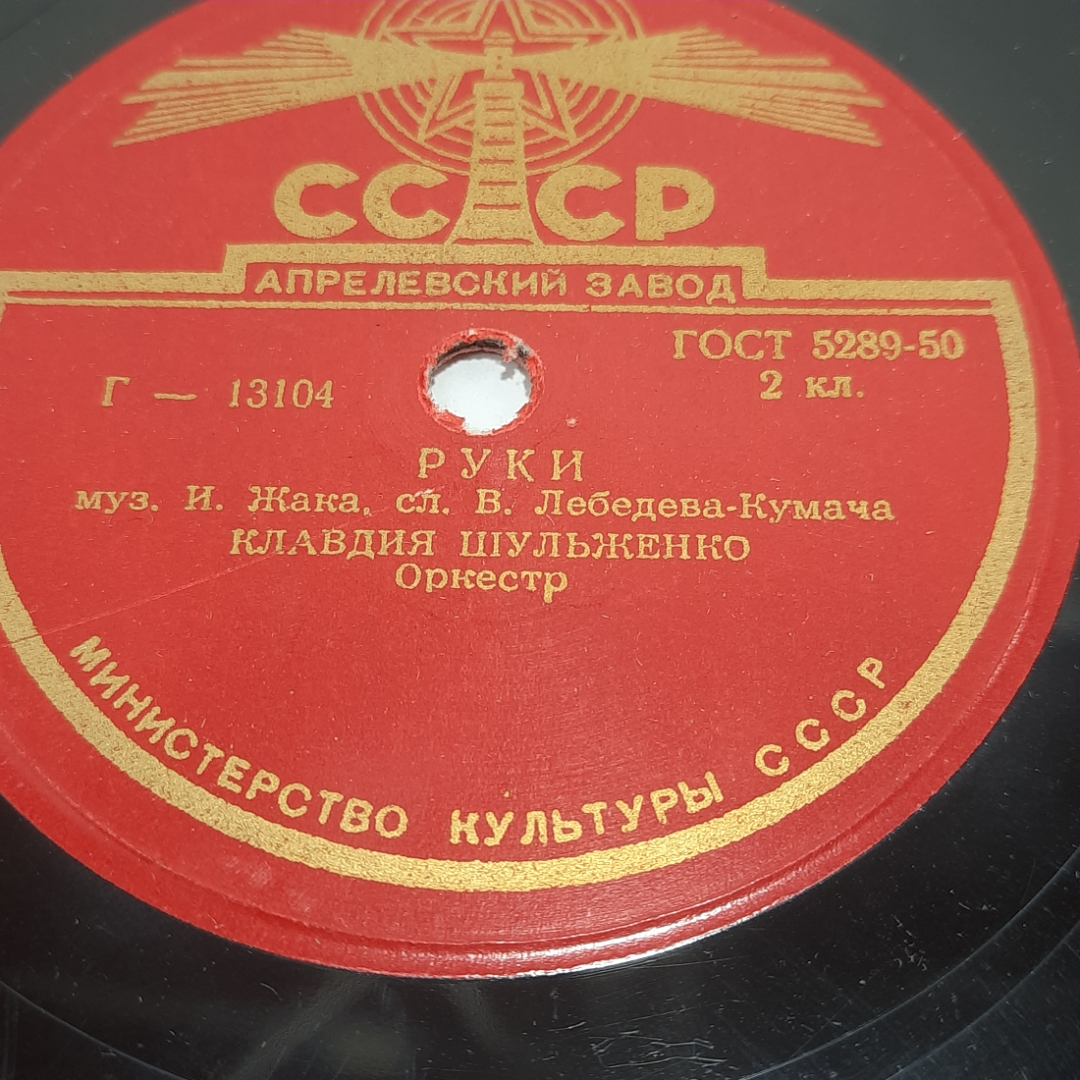 СССР
АПРЕЛЕВСКИЙ ЗАВОД
ГОСТ 5289-50
2 кл.
Г — 13104
РУКИ
муз. И. Жака, сл. В. Лебедева-Кумача
КЛАВДИЯ ШУЛЬЖЕНКО
Оркестр
МИНИСТЕРСТВО КУЛЬТУРЫ СССР